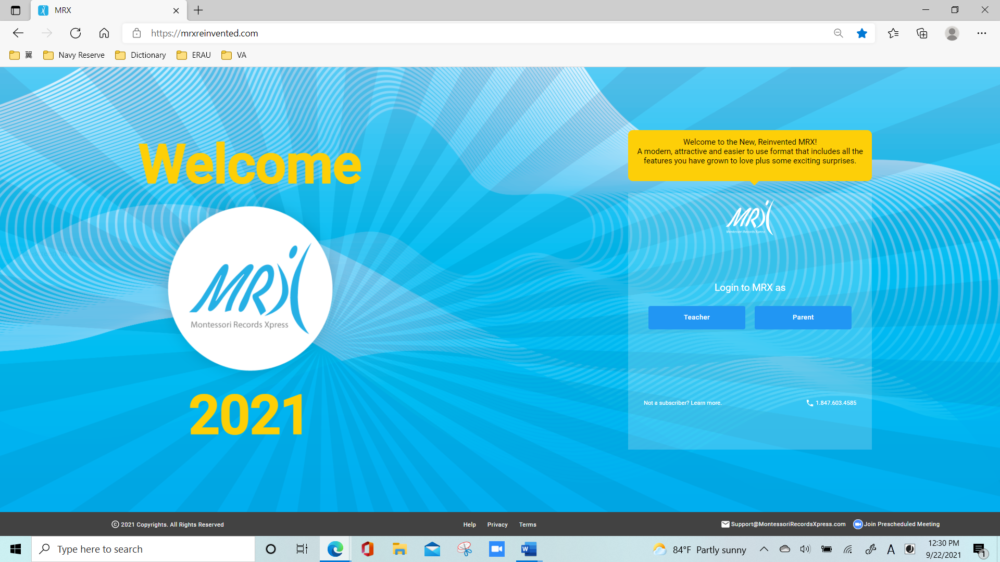 MRX
https://mrxreinvented.com
翼
Navy Reserve
Dictionary
ERAU
VA
Welcome
MRX
Montessori Records Xpress
2021
Welcome to the New, Reinvented MRX!
A modern, attractive and easier to use format that includes all the
features you have grown to love plus some exciting surprises.
MRX
Montessori Records Xpress
Login to MRX as
Teacher
Parent
Not a subscriber? Learn more.
1.847.603.4585
© 2021 Copyrights. All Rights Reserved
Help
Privacy
Terms
Support@MontessoriRecordsXpress.com
Join Prescheduled Meeting
Type here to search
W
84°F Partly sunny
A
12:30 PM
9/22/2021
1